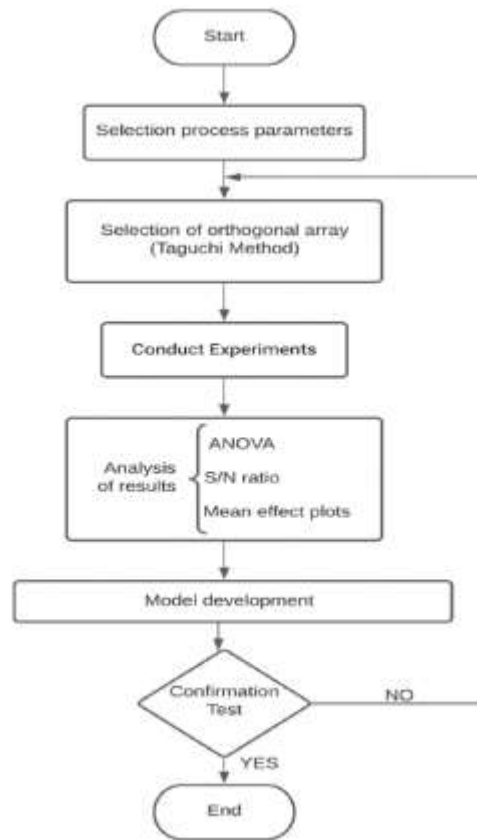 Start
Selection process parameters
Selection of orthogonal array
(Taguchi Method)
Conduct Experiments
Analysis
of results
ANOVA
S/N ratio
Mean effect plots
Model development
Confirmation
Test
NO
YES
End